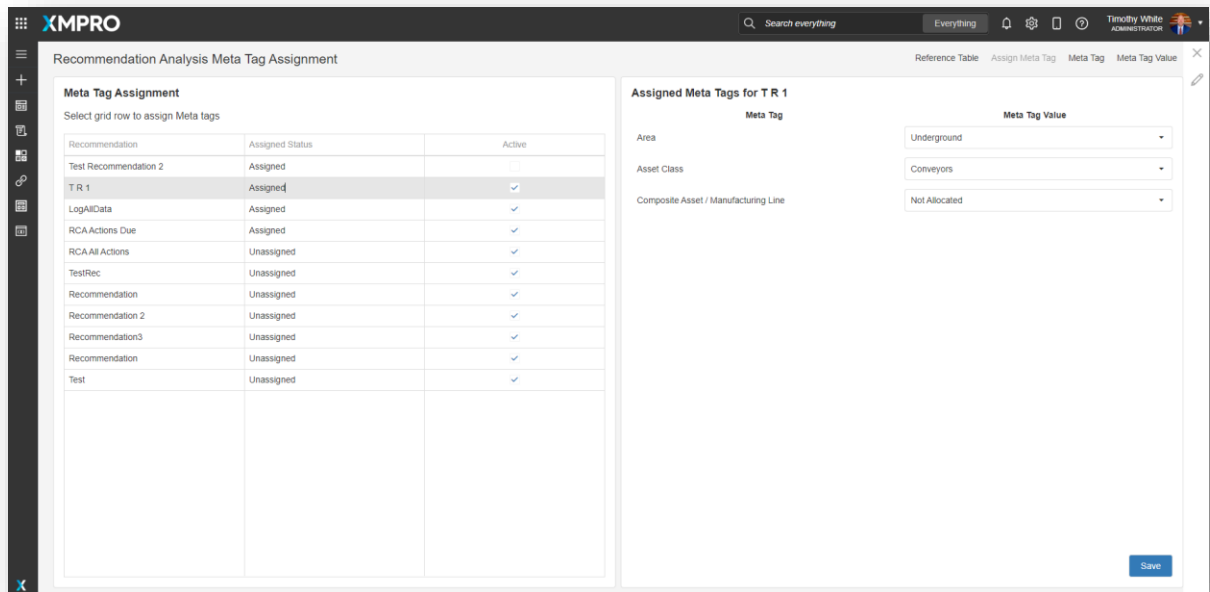 XMPRO
Search everything
Everything
Timothy White
ADMINISTRATOR
Recommendation Analysis Meta Tag Assignment
Reference Table Assign Meta Tag Meta Tag Meta Tag Value
Meta Tag Assignment
Select grid row to assign Meta tags
Recommendation Assigned Status Active
Test Recommendation 2 Assigned
T R 1 Assigned
LogAllData Assigned
RCA Actions Due Assigned
RCA All Actions Unassigned
TestRec Unassigned
Recommendation Unassigned
Recommendation 2 Unassigned
Recommendation3 Unassigned
Recommendation Unassigned
Test Unassigned
Assigned Meta Tags for T R 1
Meta Tag Meta Tag Value
Area Underground
Asset Class Conveyors
Composite Asset / Manufacturing Line Not Allocated
Save
X